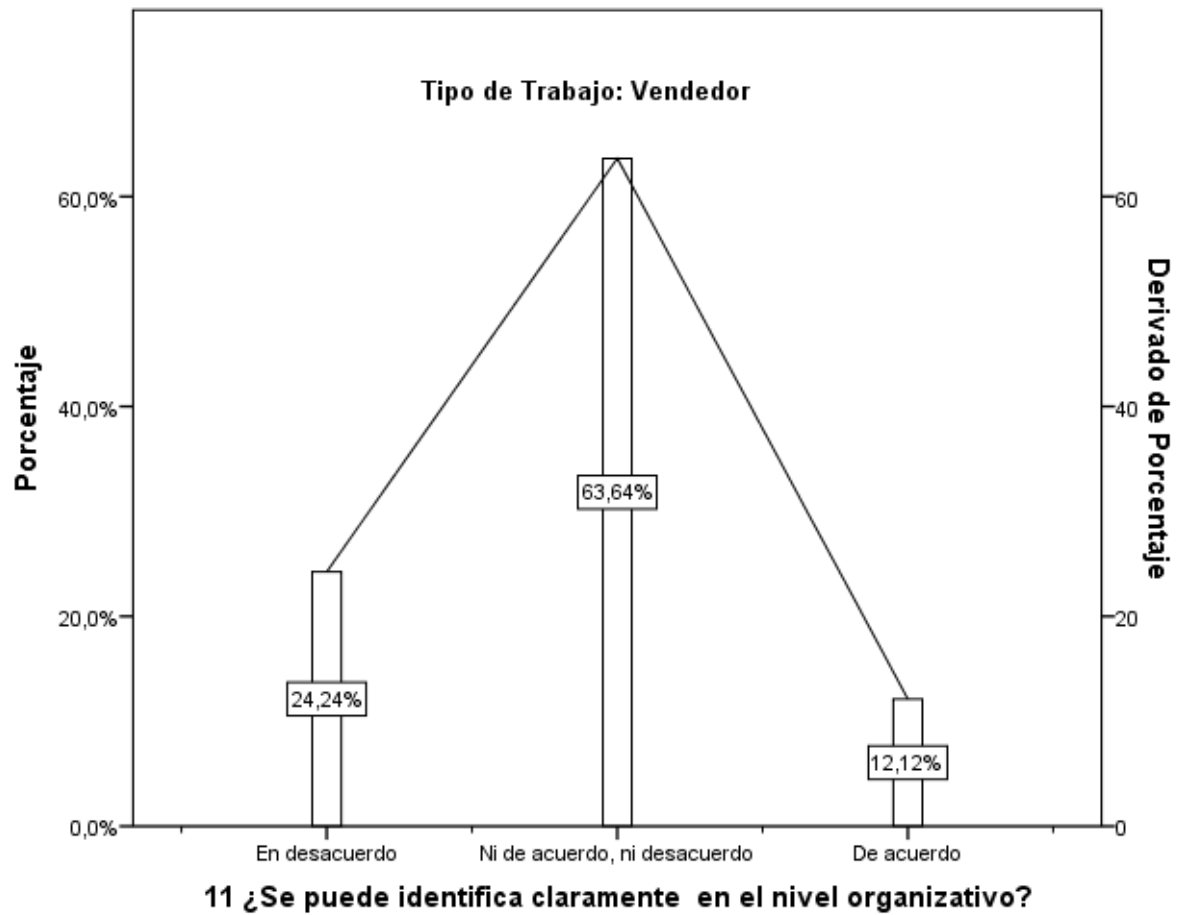 Tipo de Trabajo: Vendedor
Porcentaje
60,0%
40,0%
20,0%
0,0%
24,24%
63,64%
12,12%
60
40
20
0
Derivado de Porcentaje
En desacuerdo
Ni de acuerdo, ni desacuerdo
De acuerdo
11 ¿Se puede identifica claramente en el nivel organizativo?